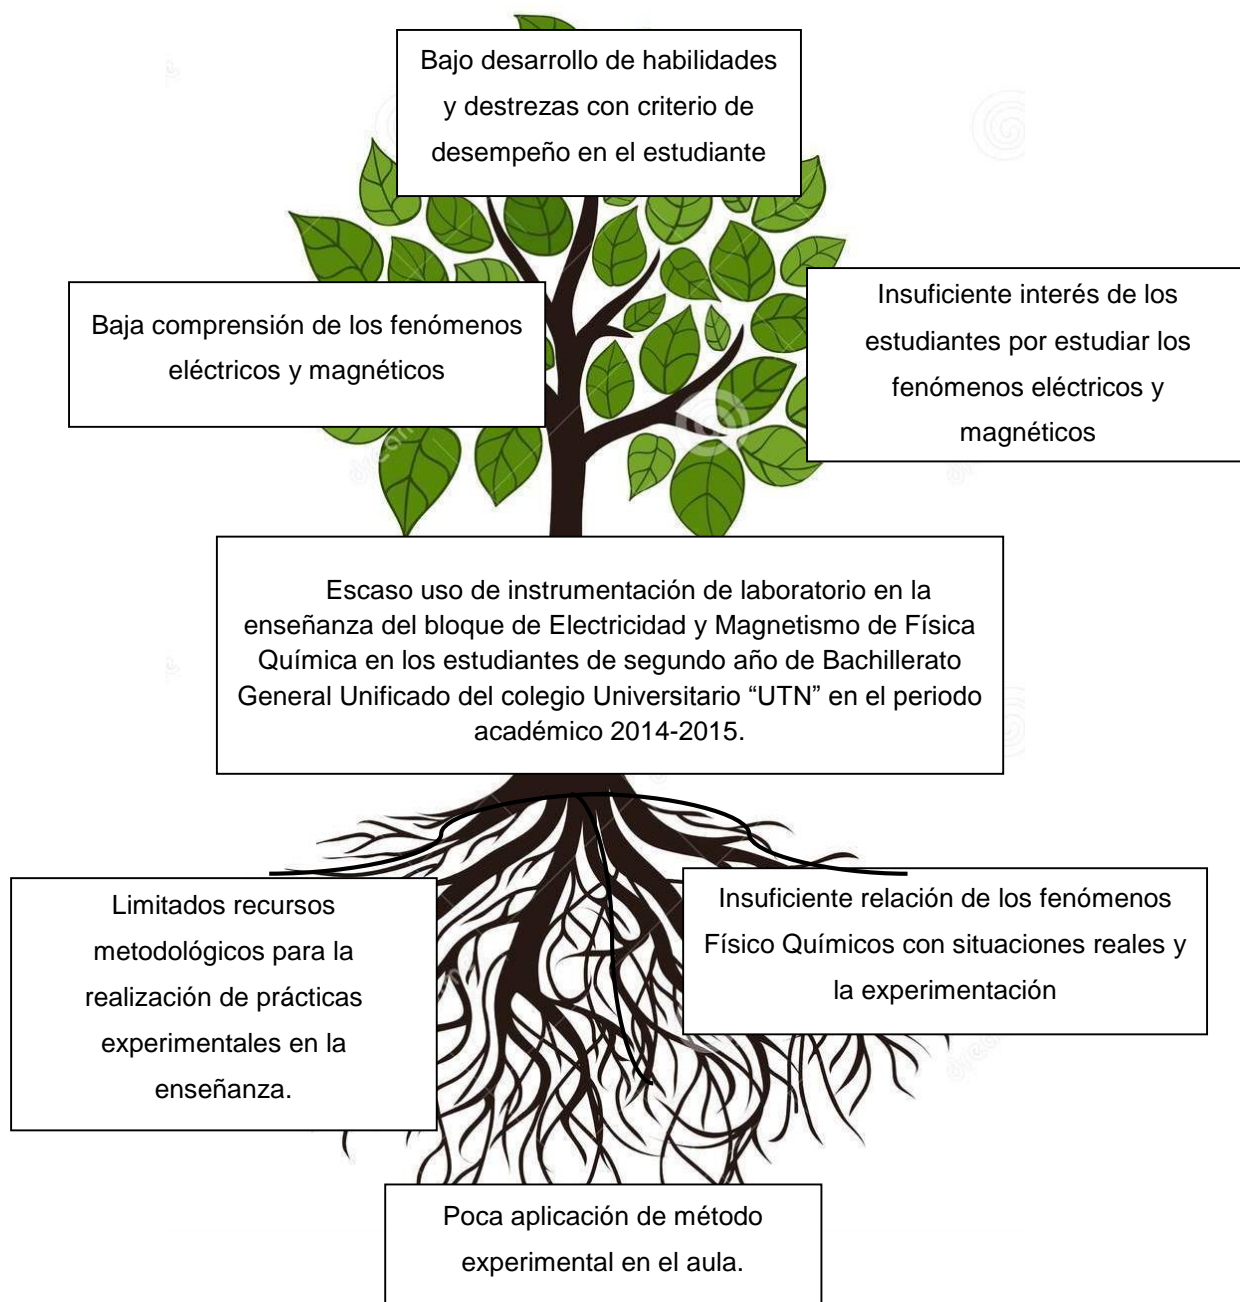 Bajo desarrollo de habilidades
y destrezas con criterio de
desempeño en el estudiante
Baja comprensión de los fenómenos
eléctricos y magnéticos
Insuficiente interés de los
estudiantes por estudiar los
fenómenos eléctricos y
magnéticos
Escaso uso de instrumentación de laboratorio en la
enseñanza del bloque de Electricidad y Magnetismo de Física
Química en los estudiantes de segundo año de Bachillerato
General Unificado del colegio Universitario “UTN” en el periodo
académico 2014-2015.
Limitados recursos
metodológicos para la
realización de prácticas
experimentales en la
enseñanza.
Insuficiente relación de los fenómenos
Físico Químicos con situaciones reales y
la experimentación
Poca aplicación de método
experimental en el aula.